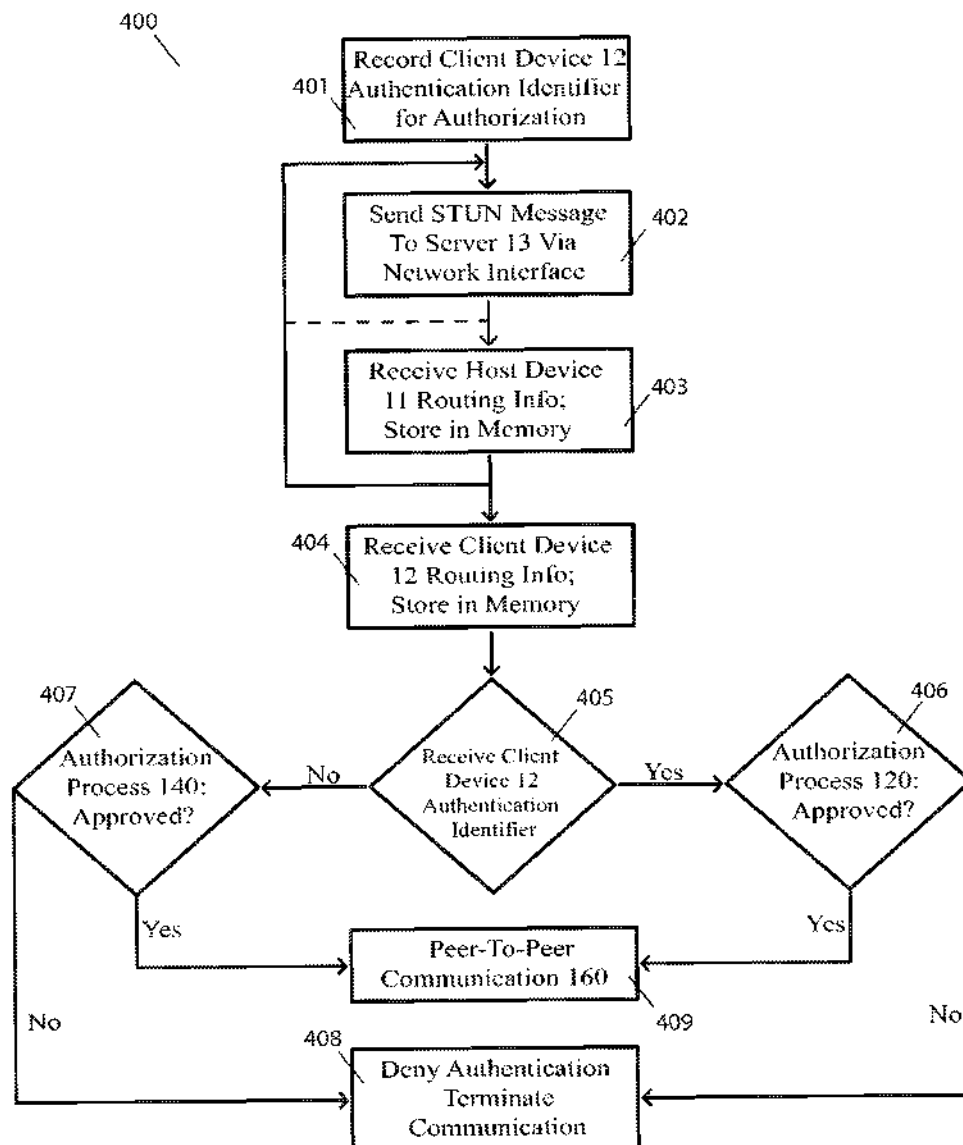 400
Record Client Device 12
Authentication Identifier
for Authorization
401
Send STUN Message
To Server 13 Via
Network Interface
402
Receive Host Device
11 Routing Info;
Store in Memory
403
404
Receive Client Device
12 Routing Info;
Store in Memory
407
Authorization
Process 140:
Approved?
No
405
Receive Client
Device 12
Authentication
Identifier
Yes
406
Authorization
Process 120:
Approved?
Yes
Yes
Peer-To-Peer
Communication 160
409
No
No
408
Deny Authentication
Terminate
Communication